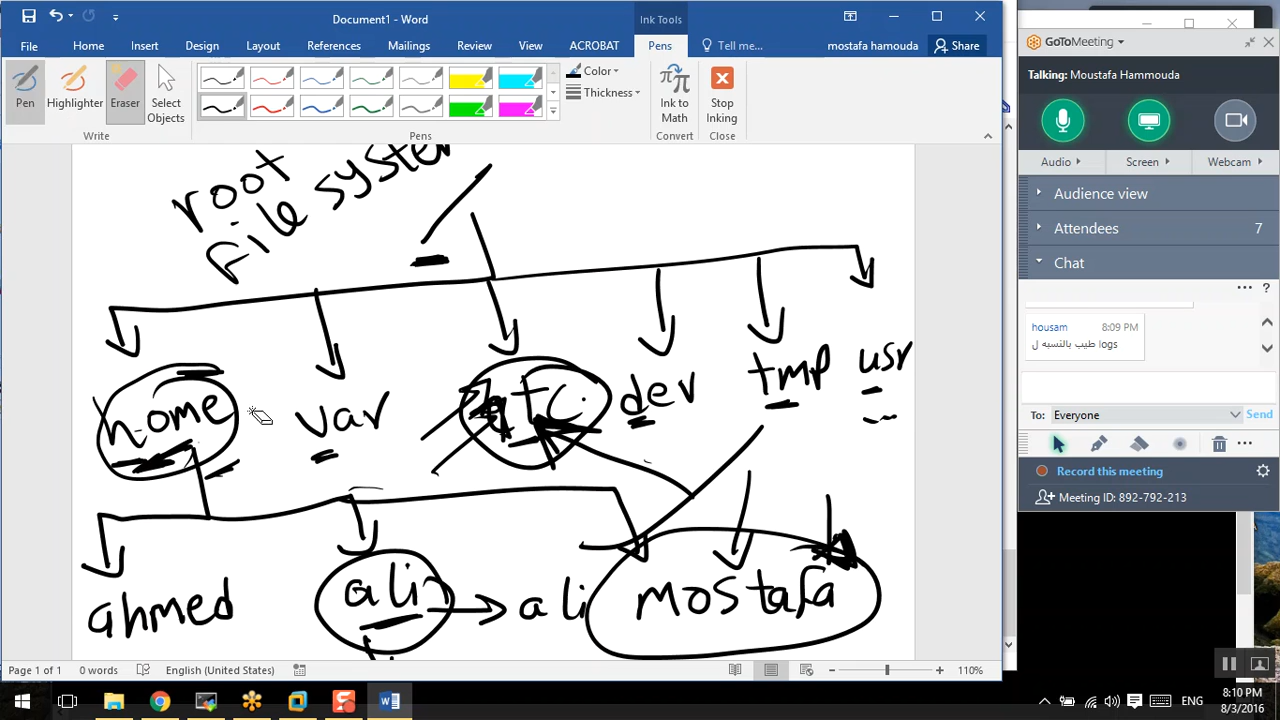 Document1 - Word
Ink Tools
File Home Insert Design Layout References Mailings Review View ACROBAT Pens Tell me... mostafa hamouda Share
Pen Highlighter Eraser Select Objects
Color
Thickness
Ink to Math
Stop Inking
Write Pens Convert Close
root
file system
/
home var etc dev tmp usr
ahmed ali ali mostafa
Page 1 of 1 0 words English (United States) 110%
GoToMeeting
Talking: Moustafa Hammouda
Audio Screen Webcam
Audience view
Attendees 7
Chat
housam 8:09 PM
طيب بالنسبه ل logs
To: Everyone Send
Record this meeting
Meeting ID: 892-792-213
ENG
8:10 PM
8/3/2016